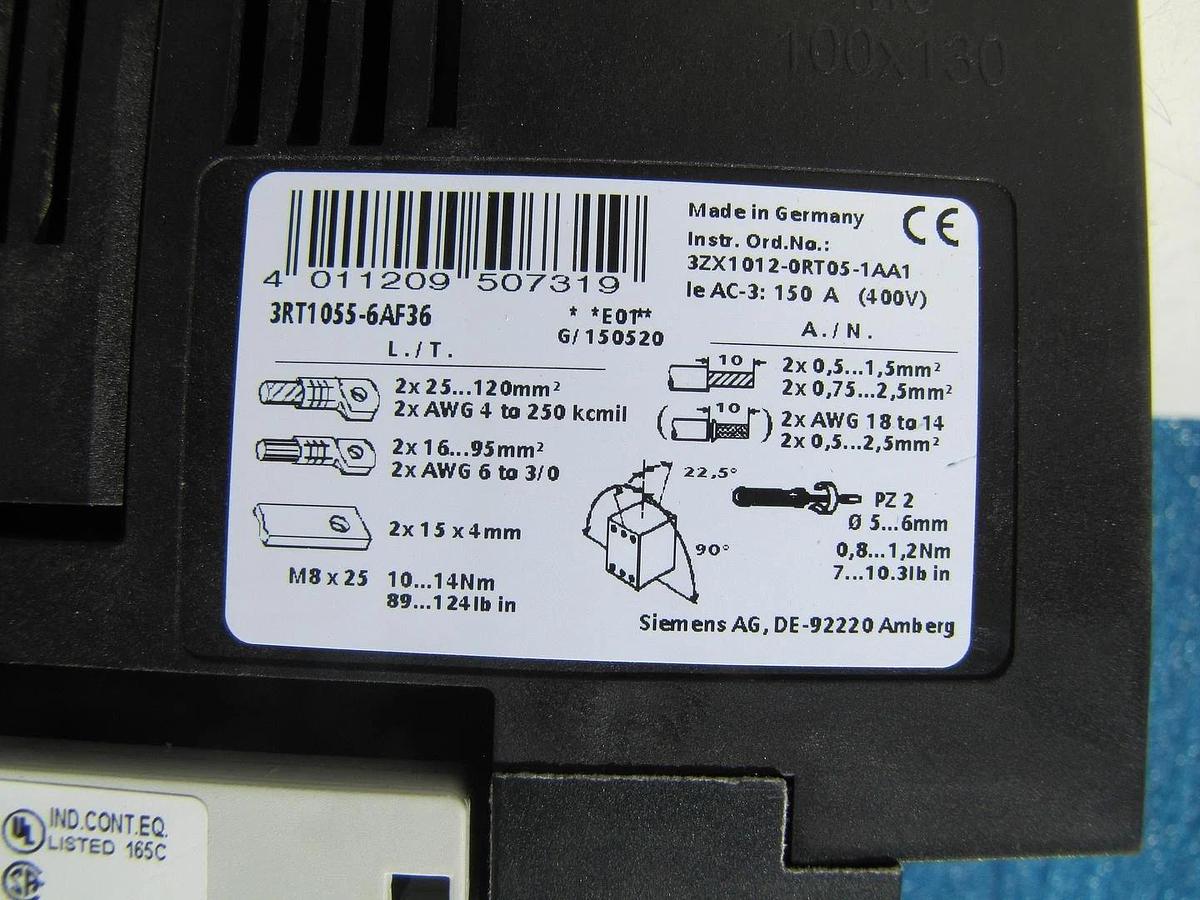 100x130
4 011209 507319
3RT1055-6AF36
* *E01**
G/150520
Made in Germany
CE
Instr. Ord.No.:
3ZX1012-0RT05-1AA1
Ie AC-3: 150 A (400V)
L./T.
2x 25...120mm²
2x AWG 4 to 250 kcmil
2x 16...95mm²
2x AWG 6 to 3/0
2x 15 x 4mm
M8 x 25 10...14Nm
89...124lb in
A./N.
10 2x 0,5...1,5mm²
2x 0,75...2,5mm²
(10) 2x AWG 18 to 14
2x 0,5...2,5mm²
22,5°
90°
PZ 2
Ø 5...6mm
0,8...1,2Nm
7...10.3lb in
Siemens AG, DE-92220 Amberg
UL IND.CONT.EQ.
LISTED 165C